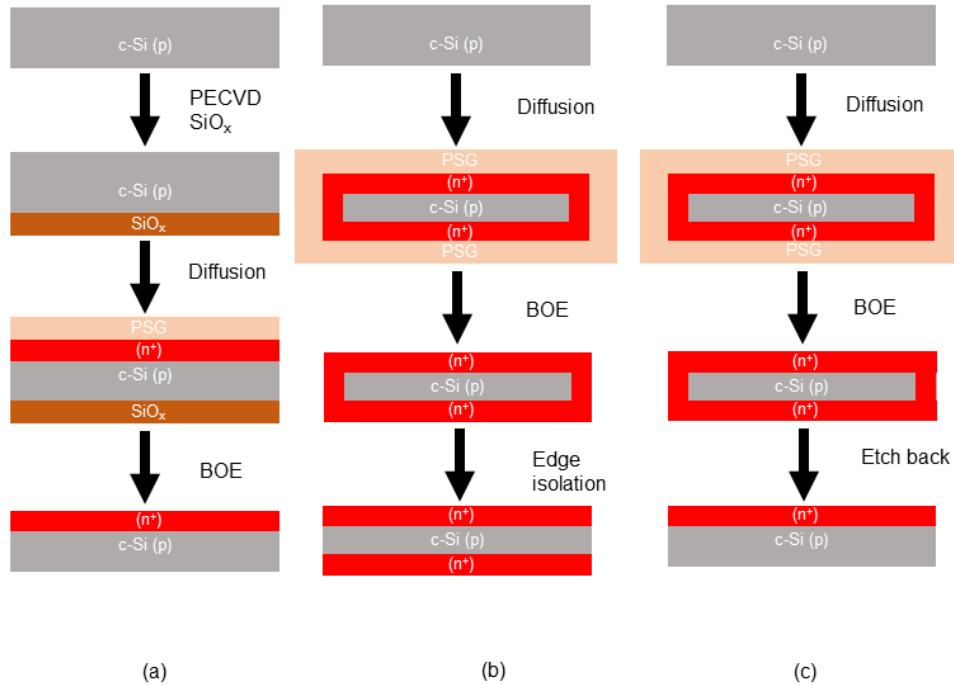 c-Si (p)
PECVD
SiOₓ
c-Si (p)
SiOₓ
Diffusion
PSG
(n⁺)
c-Si (p)
SiOₓ
BOE
(n⁺)
c-Si (p)
(a)
c-Si (p)
Diffusion
PSG
(n⁺)
c-Si (p)
(n⁺)
PSG
BOE
(n⁺)
c-Si (p)
(n⁺)
Edge
isolation
(n⁺)
c-Si (p)
(n⁺)
(b)
c-Si (p)
Diffusion
PSG
(n⁺)
c-Si (p)
(n⁺)
PSG
BOE
(n⁺)
c-Si (p)
(n⁺)
Etch back
(n⁺)
c-Si (p)
(c)